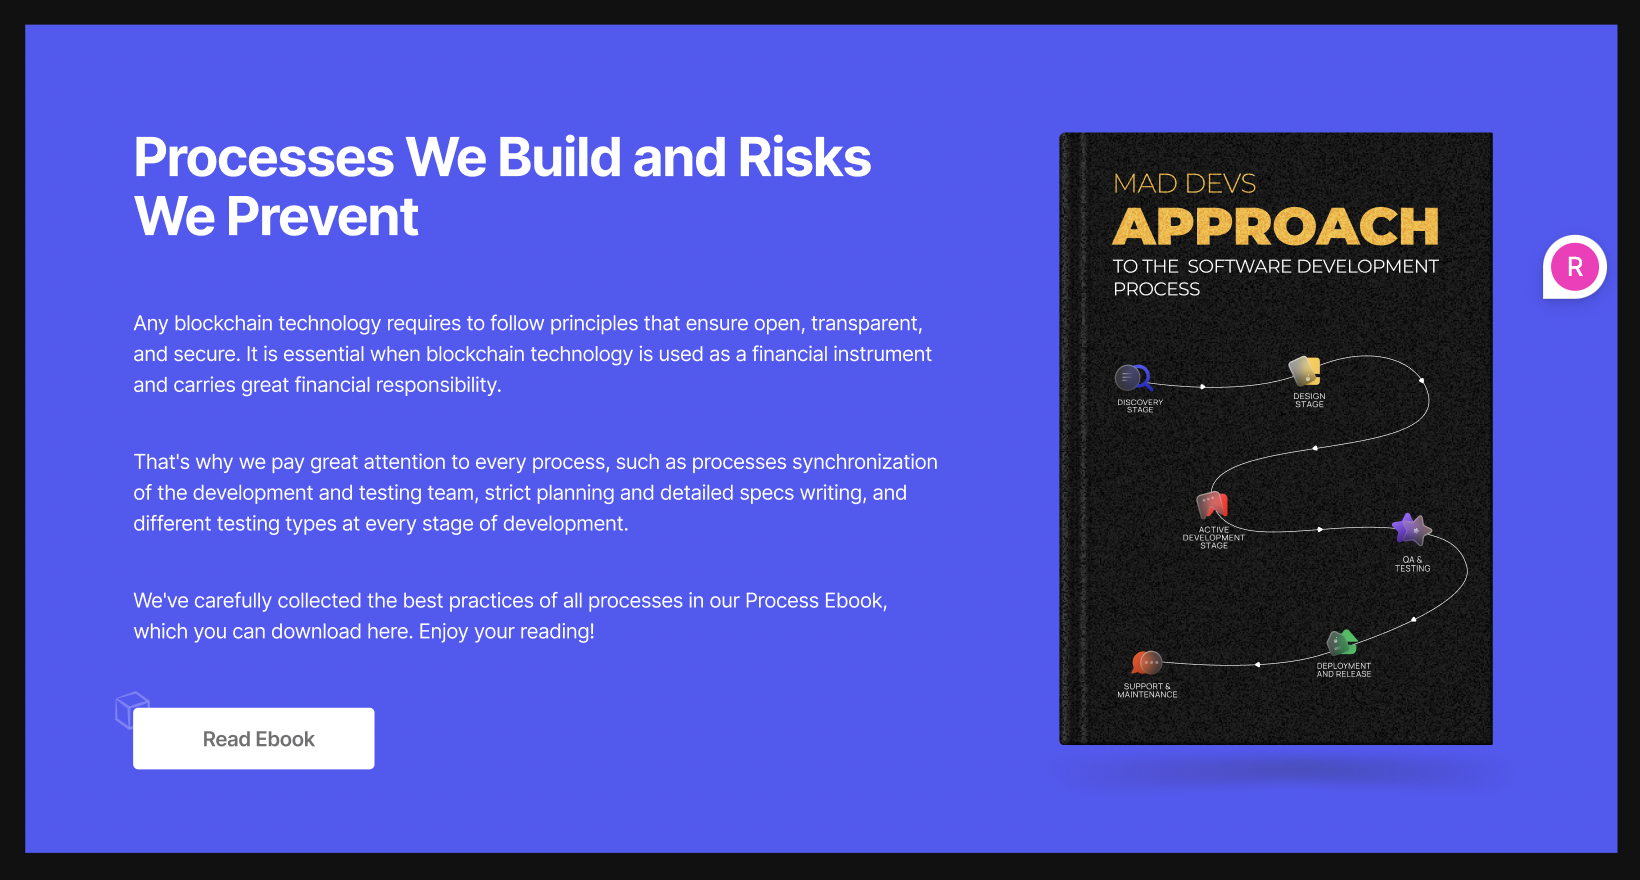 Processes We Build and Risks
We Prevent
Any blockchain technology requires to follow principles that ensure open, transparent,
and secure. It is essential when blockchain technology is used as a financial instrument
and carries great financial responsibility.
That's why we pay great attention to every process, such as processes synchronization
of the development and testing team, strict planning and detailed specs writing, and
different testing types at every stage of development.
We've carefully collected the best practices of all processes in our Process Ebook,
which you can download here. Enjoy your reading!
Read Ebook
MAD DEVS
APPROACH
TO THE SOFTWARE DEVELOPMENT
PROCESS
DISCOVERY
STAGE
DESIGN
STAGE
ACTIVE
DEVELOPMENT
STAGE
QA &
TESTING
DEPLOYMENT
AND RELEASE
SUPPORT &
MAINTENANCE
R